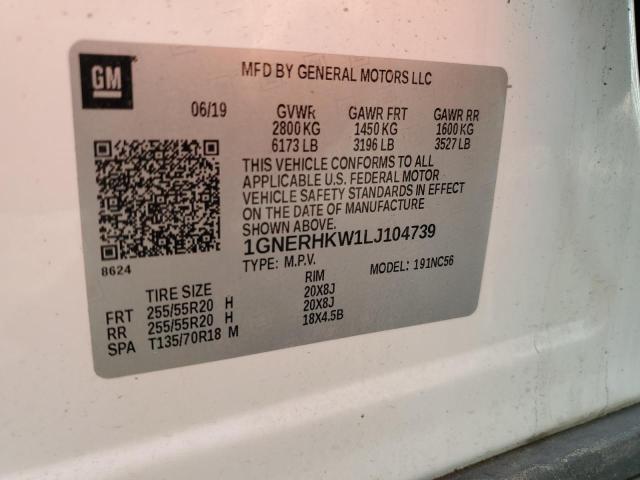 GM
MFD BY GENERAL MOTORS LLC
06/19 GVWR GAWR FRT GAWR RR
2800 KG 1450 KG 1600 KG
6173 LB 3196 LB 3527 LB
THIS VEHICLE CONFORMS TO ALL
APPLICABLE U.S. FEDERAL MOTOR
VEHICLE SAFETY STANDARDS IN EFFECT
ON THE DATE OF MANUFACTURE
SHOWN ABOVE.
1GNERHKW1LJ104739
8624 TYPE: M.P.V. MODEL: 191NC56
TIRE SIZE RIM
FRT 255/55R20 H 20X8J
RR 255/55R20 H 20X8J
SPA T135/70R18 M 18X4.5B